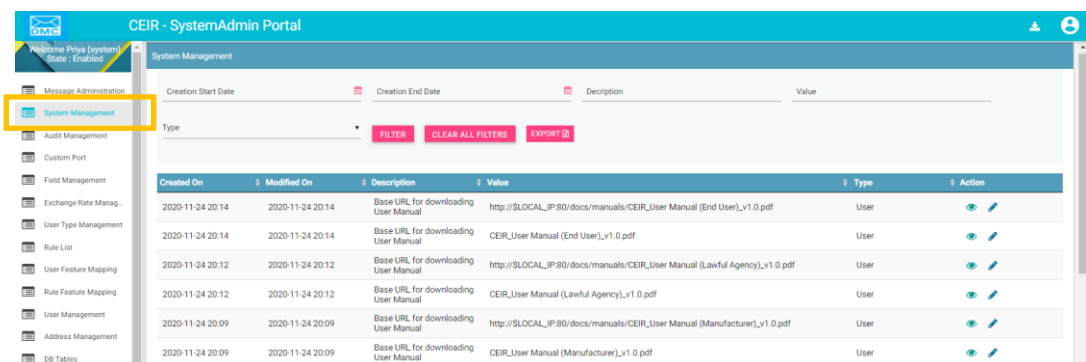 CEIR - SystemAdmin Portal
DMC
Welcome Priya (system)
State : Enabled
System Management
Message Administration
System Management
Audit Management
Custom Port
Field Management
Exchange Rate Manag...
User Type Management
Rule List
User Feature Mapping
Rule Feature Mapping
User Management
Address Management
DB Tables
Creation Start Date Creation End Date Decription Value
Type FILTER CLEAR ALL FILTERS EXPORT
Created On Modified On Description Value Type Action
2020-11-24 20:14 2020-11-24 20:14 Base URL for downloading User Manual http://$LOCAL_IP:80/docs/manuals/CEIR_User Manual (End User)_v1.0.pdf User
2020-11-24 20:14 2020-11-24 20:14 Base URL for downloading User Manual CEIR_User Manual (End User)_v1.0.pdf User
2020-11-24 20:12 2020-11-24 20:12 Base URL for downloading User Manual http://$LOCAL_IP:80/docs/manuals/CEIR_User Manual (Lawful Agency)_v1.0.pdf User
2020-11-24 20:12 2020-11-24 20:12 Base URL for downloading User Manual CEIR_User Manual (Lawful Agency)_v1.0.pdf User
2020-11-24 20:09 2020-11-24 20:09 Base URL for downloading User Manual http://$LOCAL_IP:80/docs/manuals/CEIR_User Manual (Manufacturer)_v1.0.pdf User
2020-11-24 20:09 2020-11-24 20:09 Base URL for downloading User Manual CEIR_User Manual (Manufacturer)_v1.0.pdf User